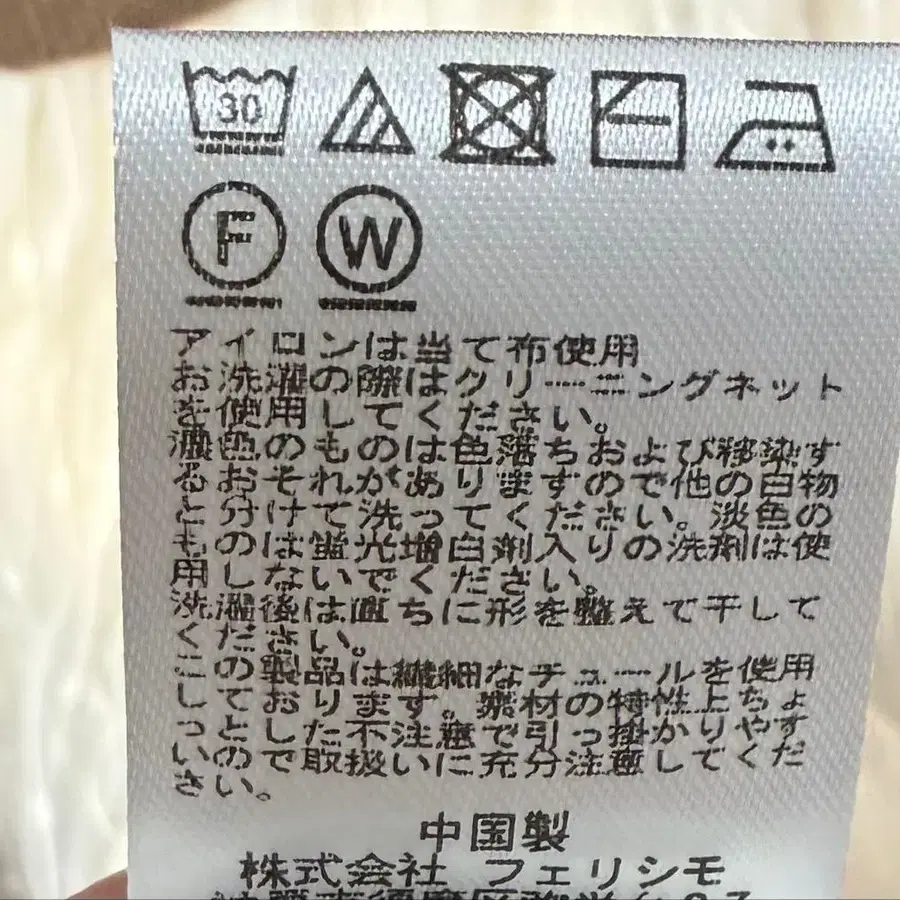 30
F W
アイロンは当て布使用
お洗濯の際はクリーニングネット
を使用してください。
濃色のものは色落ちおよび移染す
るおそれがありますので他の白物
と分けて洗ってください。淡色の
ものは蛍光増白剤入りの洗剤は使
用しないでください。
洗濯後は直ちに形を整えて干して
ください。
この製品は繊細なチュールを使用
しております。素材の特性上ちょ
っとした不注意で引っ掛かりやす
いので取扱いに充分注意してくだ
さい。
中国製
株式会社 フェリシモ